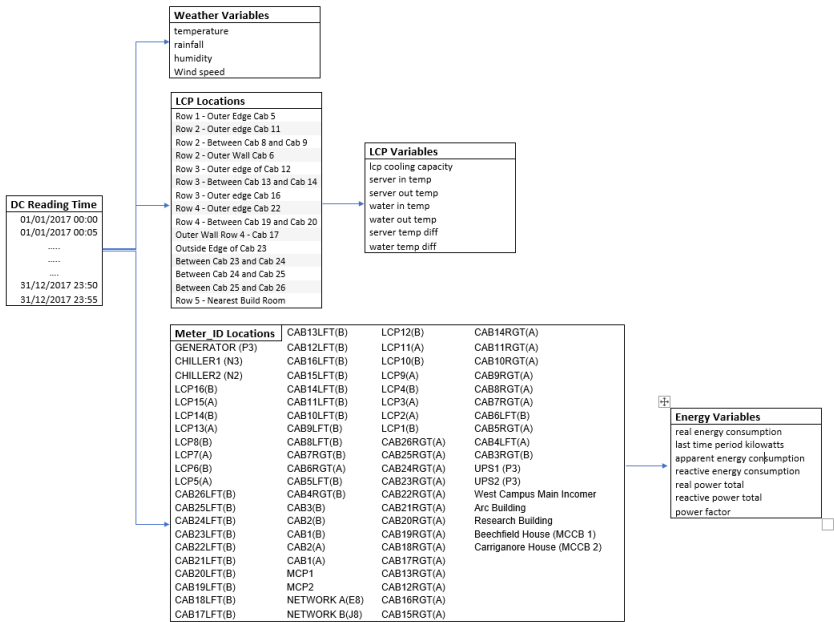 Weather Variables
temperature
rainfall
humidity
Wind speed
LCP Locations
Row 1 - Outer Edge Cab 5
Row 2 - Outer edge Cab 11
Row 2 - Between Cab 8 and Cab 9
Row 2 - Outer Wall Cab 6
Row 3 - Outer edge of Cab 12
Row 3 - Between Cab 13 and Cab 14
Row 3 - Outer edge Cab 16
Row 4 - Outer edge Cab 22
Row 4 - Between Cab 19 and Cab 20
Outer Wall Row 4 - Cab 17
Outside Edge of Cab 23
Between Cab 23 and Cab 24
Between Cab 24 and Cab 25
Between Cab 25 and Cab 26
Row 5 - Nearest Build Room
LCP Variables
lcp cooling capacity
server in temp
server out temp
water in temp
water out temp
server temp diff
water temp diff
DC Reading Time
01/01/2017 00:00
01/01/2017 00:05
.....
.....
....
31/12/2017 23:50
31/12/2017 23:55
Meter_ID Locations
GENERATOR (P3)
CHILLER1 (N3)
CHILLER2 (N2)
LCP16(B)
LCP15(A)
LCP14(B)
LCP13(A)
LCP8(B)
LCP7(A)
LCP6(B)
LCP5(A)
CAB26LFT(B)
CAB25LFT(B)
CAB24LFT(B)
CAB23LFT(B)
CAB22LFT(B)
CAB21LFT(B)
CAB20LFT(B)
CAB19LFT(B)
CAB18LFT(B)
CAB17LFT(B)
CAB13LFT(B)
CAB12LFT(B)
CAB16LFT(B)
CAB15LFT(B)
CAB14LFT(B)
CAB11LFT(B)
CAB10LFT(B)
CAB9LFT(B)
CAB8LFT(B)
CAB7RGT(B)
CAB6RGT(A)
CAB5LFT(B)
CAB4RGT(B)
CAB3(B)
CAB2(B)
CAB1(B)
CAB2(A)
CAB1(A)
MCP1
MCP2
NETWORK A(E8)
NETWORK B(J8)
LCP12(B)
LCP11(A)
LCP10(B)
LCP9(A)
LCP4(B)
LCP3(A)
LCP2(A)
LCP1(B)
CAB26RGT(A)
CAB25RGT(A)
CAB24RGT(A)
CAB23RGT(A)
CAB22RGT(A)
CAB21RGT(A)
CAB20RGT(A)
CAB19RGT(A)
CAB18RGT(A)
CAB17RGT(A)
CAB13RGT(A)
CAB12RGT(A)
CAB16RGT(A)
CAB15RGT(A)
CAB14RGT(A)
CAB11RGT(A)
CAB10RGT(A)
CAB9RGT(A)
CAB8RGT(A)
CAB7RGT(A)
CAB6LFT(B)
CAB5RGT(A)
CAB4LFT(A)
CAB3RGT(B)
UPS1 (P3)
UPS2 (P3)
West Campus Main Incomer
Arc Building
Research Building
Beechfield House (MCCB 1)
Carriganore House (MCCB 2)
Energy Variables
real energy consumption
last time period kilowatts
apparent energy consumption
reactive energy consumption
real power total
reactive power total
power factor